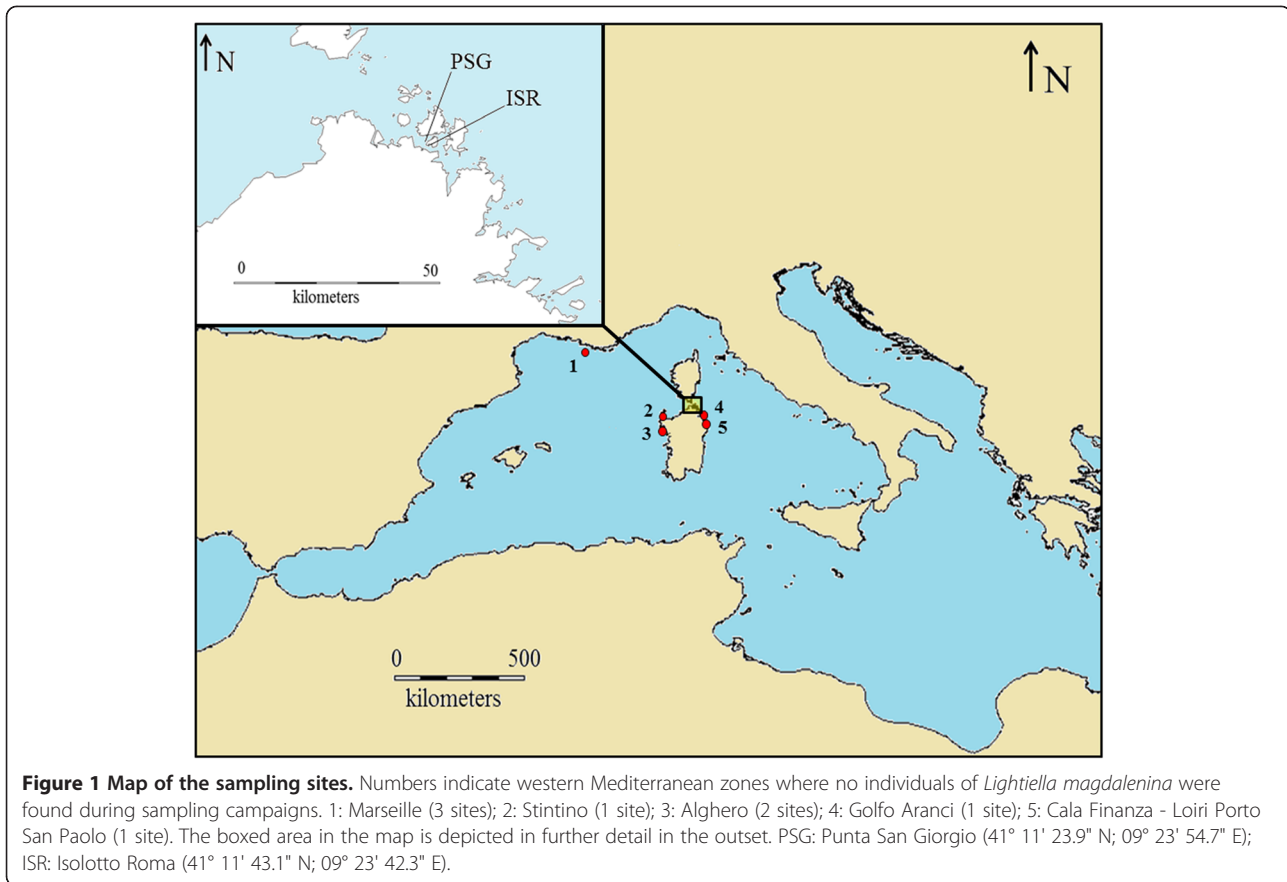 N
PSG
ISR
0 50
kilometers
N
1
2
3
4
5
0 500
kilometers
Figure 1 Map of the sampling sites. Numbers indicate western Mediterranean zones where no individuals of Lightiella magdalenina were
found during sampling campaigns. 1: Marseille (3 sites); 2: Stintino (1 site); 3: Alghero (2 sites); 4: Golfo Aranci (1 site); 5: Cala Finanza - Loiri Porto
San Paolo (1 site). The boxed area in the map is depicted in further detail in the outset. PSG: Punta San Giorgio (41° 11' 23.9" N; 09° 23' 54.7" E);
ISR: Isolotto Roma (41° 11' 43.1" N; 09° 23' 42.3" E).